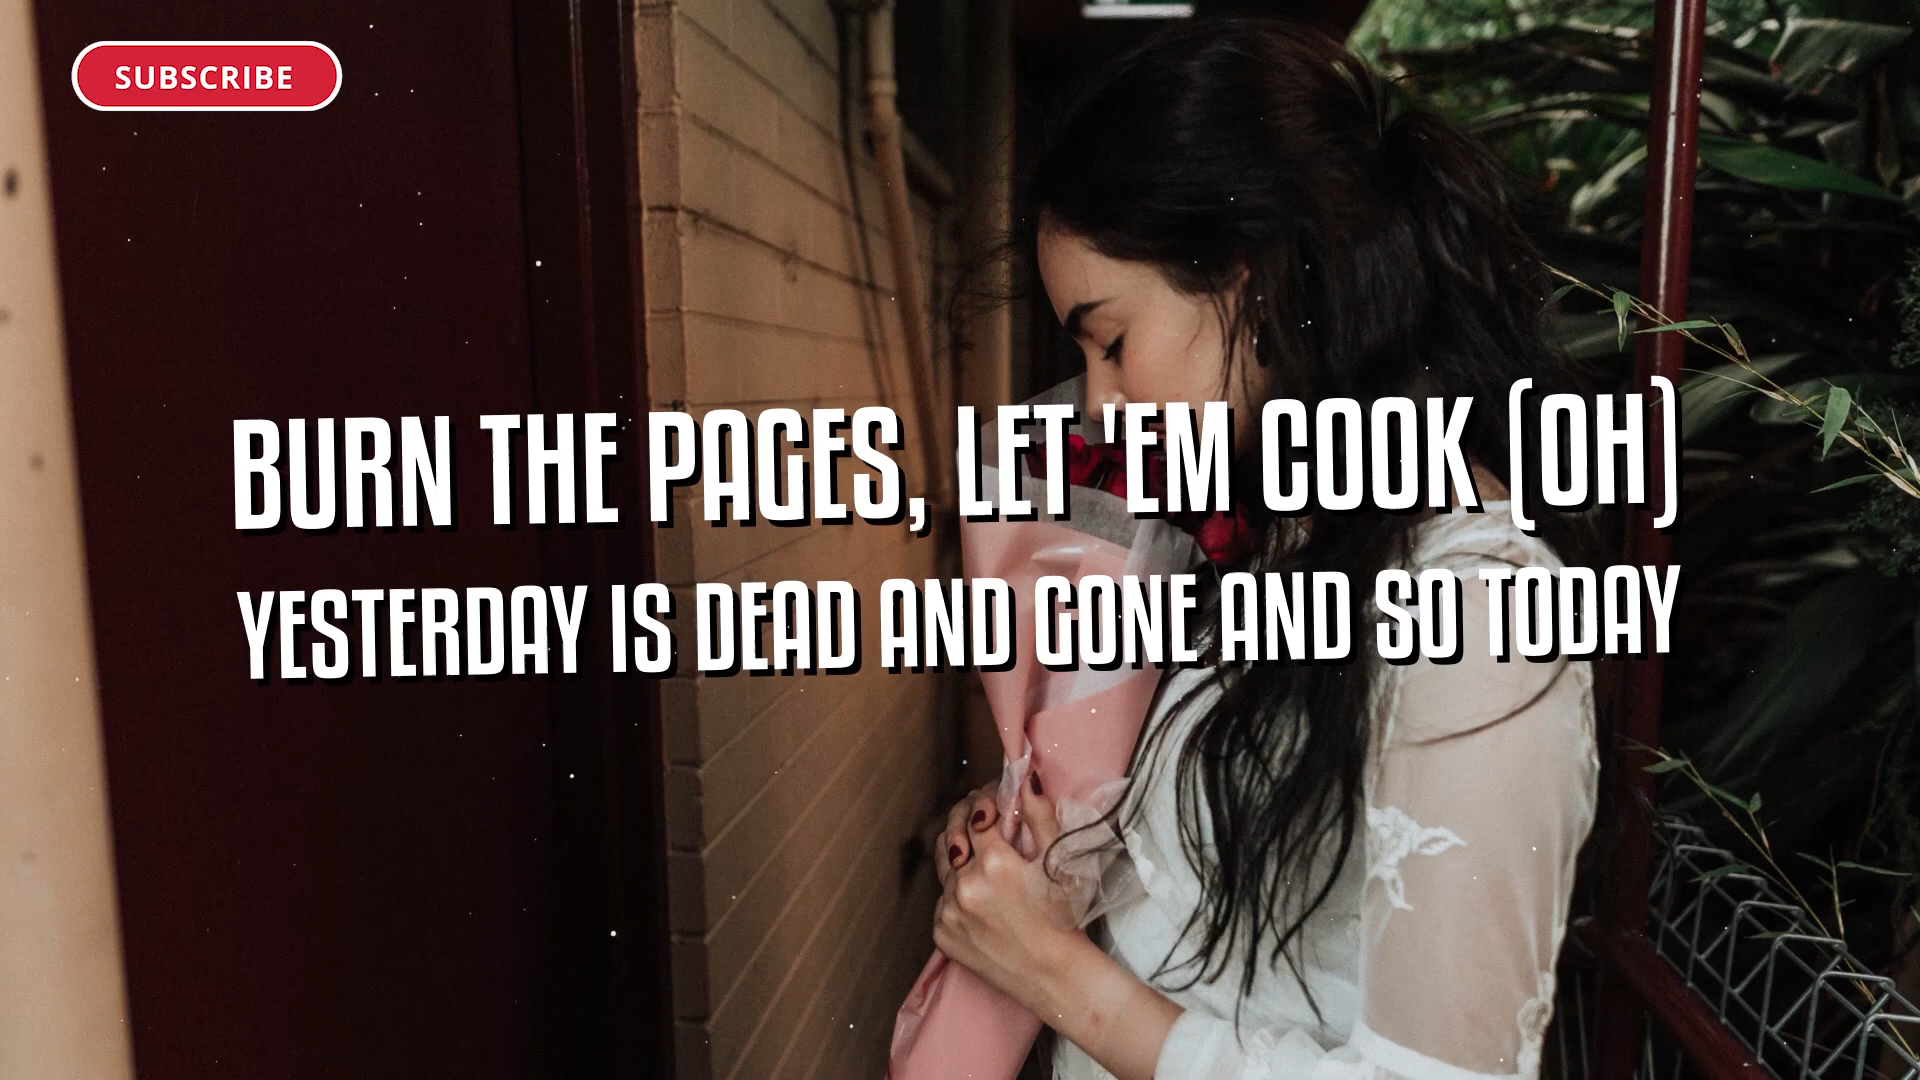 SUBSCRIBE
BURN THE PAGES, LET 'EM COOK (OH)
YESTERDAY IS DEAD AND GONE AND SO TODAY